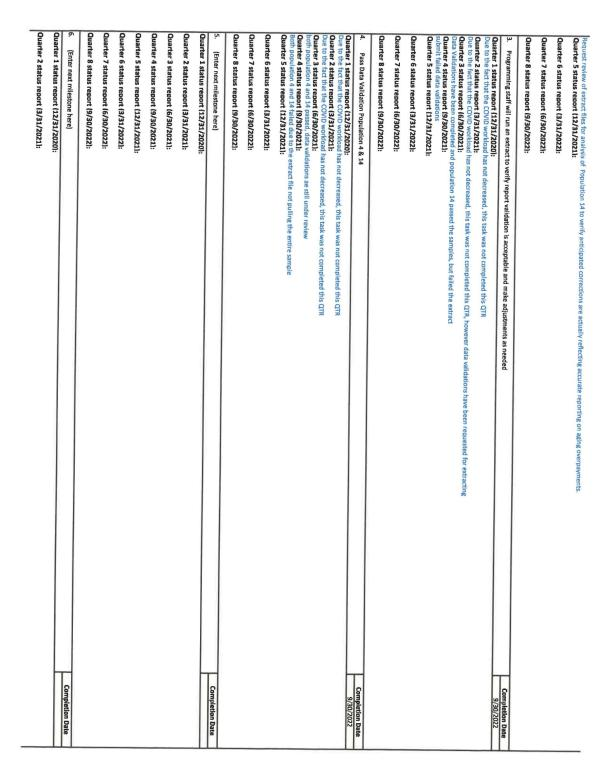 Request review of extract files for analysis of Population 14 to verify anticipated corrections are actually reflecting accurate reporting on aging overpayments.
Quarter 5 status report (12/31/2021):
Quarter 6 status report (3/31/2022):
Quarter 7 status report (6/30/2022):
Quarter 8 status report (9/30/2022):
3. Programming staff will run an extract to verify report validation is acceptable and make adjustments as needed
Completion Date
9/30/2022
Quarter 1 status report (12/31/2020):
Due to the fact that the COVID workload has not decreased, this task was not completed this QTR
Quarter 2 status report (3/31/2021):
Due to the fact that the COVID workload has not decreased, this task was not completed this QTR, however data validations have been requested for extracting
Quarter 3 status report (6/30/2021):
Data Validations have been completed and population 14 passed the samples, but failed the extract
Quarter 4 status report (9/30/2021):
Submit failed data validations
Quarter 5 status report (12/31/2021):
Quarter 6 status report (3/31/2022):
Quarter 7 status report (6/30/2022):
Quarter 8 status report (9/30/2022):
4. Pass Data Validation Population 4 & 14
Completion Date
9/30/2022
Quarter 1 status report (12/31/2020):
Due to the fact that the COVID workload has not decreased, this task was not completed this QTR
Quarter 2 status report (3/31/2021):
Due to the fact that the COVID workload has not decreased, this task was not completed this QTR
Quarter 3 status report (6/30/2021):
both populations passed, data validations are still under review
Quarter 4 status report (9/30/2021):
Both population 4 and 14 failed due to the extract file not pulling the entire sample
Quarter 5 status report (12/31/2021):
Quarter 6 status report (3/31/2022):
Quarter 7 status report (6/30/2022):
Quarter 8 status report (9/30/2022):
5. (Enter next milestone here)
Completion Date
Quarter 1 status report (12/31/2020):
Quarter 2 status report (3/31/2021):
Quarter 3 status report (6/30/2021):
Quarter 4 status report (9/30/2021):
Quarter 5 status report (12/31/2021):
Quarter 6 status report (3/31/2022):
Quarter 7 status report (6/30/2022):
Quarter 8 status report (9/30/2022):
6. (Enter next milestone here)
Completion Date
Quarter 1 status report (12/31/2020):
Quarter 2 status report (3/31/2021):